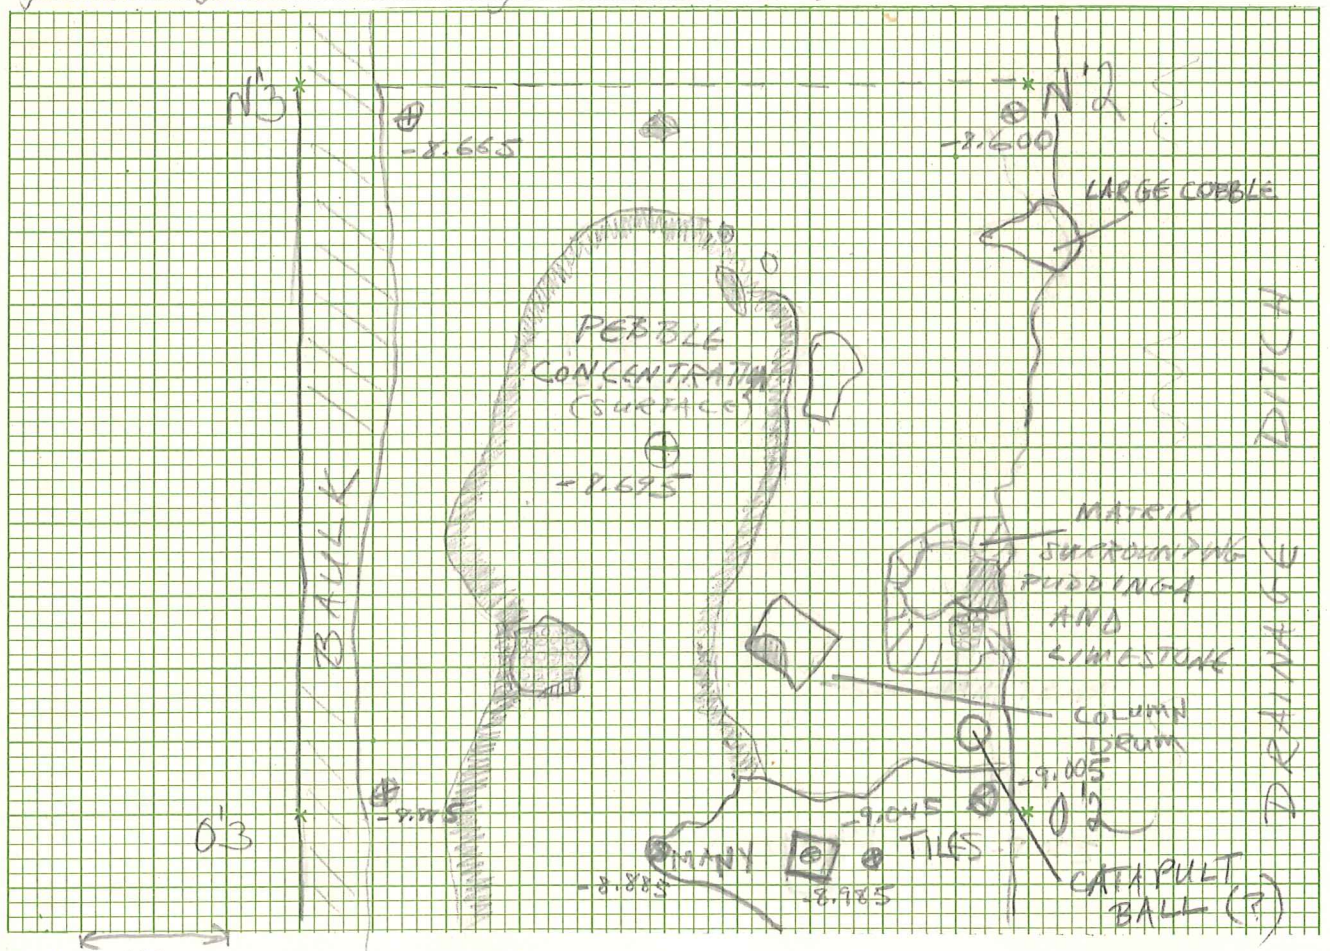 N'3
N'2
-8.665
-8.600
LARGE COBBLE
PEBBLE
CONCENTRATION
(SURFACE)
-8.695
BAULK
DRAINAGE DITCH
MATRIX
SURROUNDING
PUDDINGA
AND
LIMESTONE
COLUMN
DRUM
-9.005
O'3
O'2
-9.045
MANY
TILES
-8.885
-8.985
CATAPULT
BALL (?)